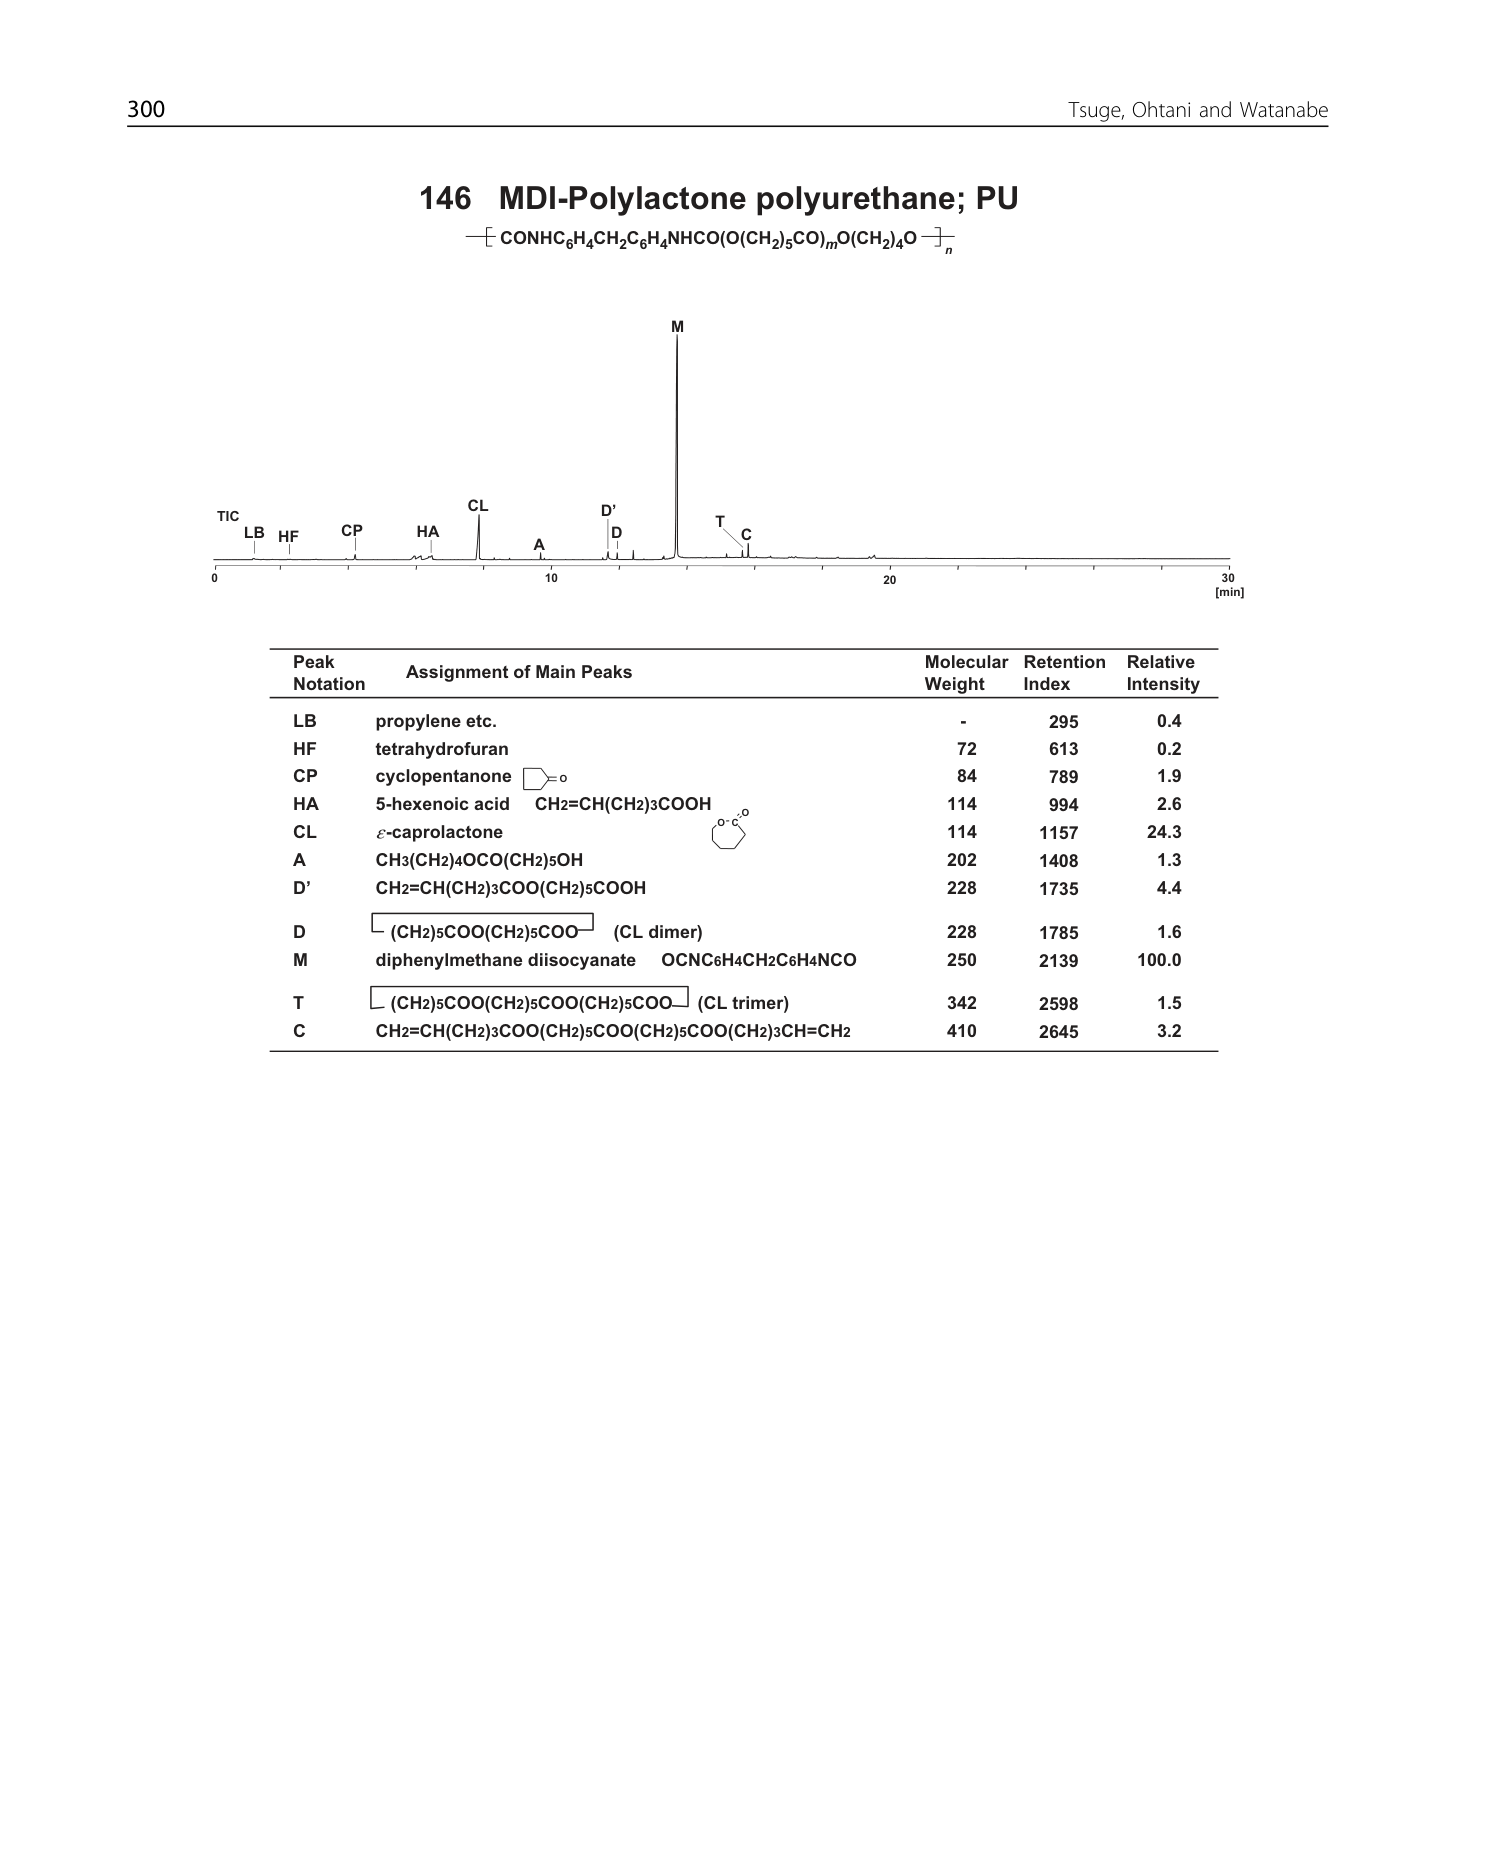 300 Tsuge, Ohtani and Watanabe
146 MDI-Polylactone polyurethane; PU
CONHC6H4CH2C6H4NHCO(O(CH2)5CO)mO(CH2)4O n
M
CL
TIC
LB HF CP HA A D’ D T C
0 10 20 30
[min]
Peak Notation Assignment of Main Peaks Molecular Weight Retention Index Relative Intensity
LB propylene etc. - 295 0.4
HF tetrahydrofuran 72 613 0.2
CP cyclopentanone =O 84 789 1.9
HA 5-hexenoic acid CH2=CH(CH2)3COOH 114 994 2.6
CL ε-caprolactone O-C O 114 1157 24.3
A CH3(CH2)4OCO(CH2)5OH 202 1408 1.3
D’ CH2=CH(CH2)3COO(CH2)5COOH 228 1735 4.4
D (CH2)5COO(CH2)5COO (CL dimer) 228 1785 1.6
M diphenylmethane diisocyanate OCNC6H4CH2C6H4NCO 250 2139 100.0
T (CH2)5COO(CH2)5COO(CH2)5COO (CL trimer) 342 2598 1.5
C CH2=CH(CH2)3COO(CH2)5COO(CH2)5COO(CH2)3CH=CH2 410 2645 3.2